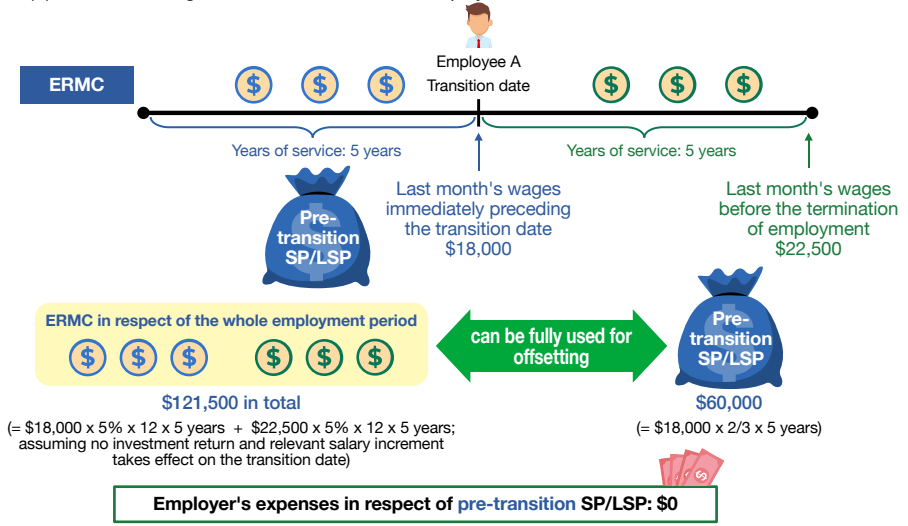 Employee A
Transition date
ERMC
Years of service: 5 years
Years of service: 5 years
Last month's wages
immediately preceding
the transition date
$18,000
Last month's wages
before the termination
of employment
$22,500
Pre-
transition
SP/LSP
ERMC in respect of the whole employment period
can be fully used for
offsetting
Pre-
transition
SP/LSP
$121,500 in total
(= $18,000 x 5% x 12 x 5 years + $22,500 x 5% x 12 x 5 years;
assuming no investment return and relevant salary increment
takes effect on the transition date)
$60,000
(= $18,000 x 2/3 x 5 years)
Employer's expenses in respect of pre-transition SP/LSP: $0